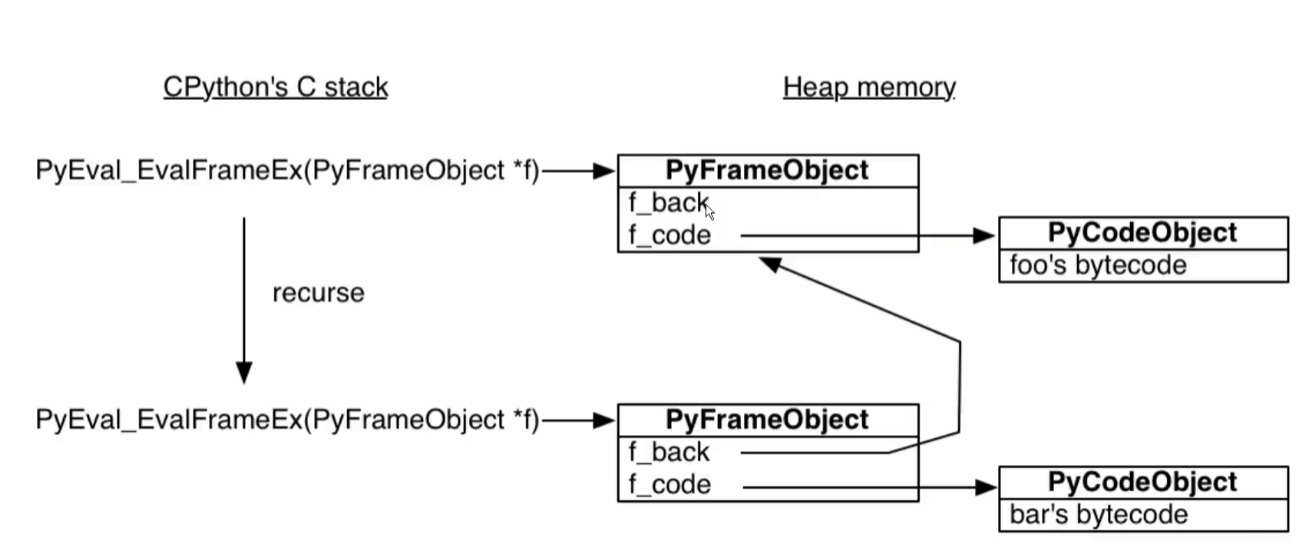 CPython's C stack
Heap memory
PyEval_EvalFrameEx(PyFrameObject *f)
PyFrameObject
f_back
f_code
PyCodeObject
foo's bytecode
recurse
PyEval_EvalFrameEx(PyFrameObject *f)
PyFrameObject
f_back
f_code
PyCodeObject
bar's bytecode